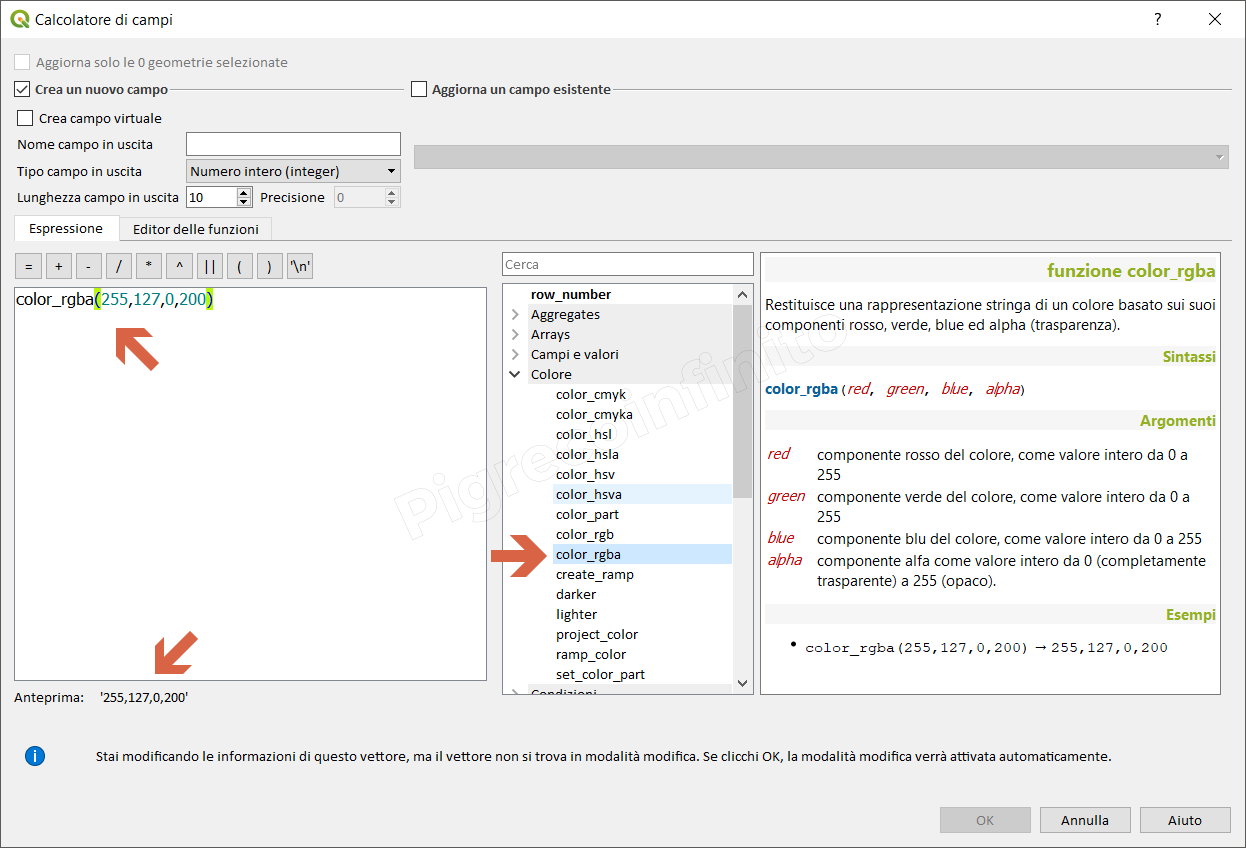 Calcolatore di campi
?
Aggiorna solo le 0 geometrie selezionate
Crea un nuovo campo
Aggiorna un campo esistente
Crea campo virtuale
Nome campo in uscita
Tipo campo in uscita
Numero intero (integer)
Lunghezza campo in uscita
10
Precisione
0
Espressione
Editor delle funzioni
= + - / * ^ || ( ) '\n'
color_rgba(255,127,0,200)
Anteprima: '255,127,0,200'
Cerca
row_number
Aggregates
Arrays
Campi e valori
Colore
color_cmyk
color_cmyka
color_hsl
color_hsla
color_hsv
color_hsva
color_part
color_rgb
color_rgba
create_ramp
darker
lighter
project_color
ramp_color
set_color_part
Condizioni
funzione color_rgba
Restituisce una rappresentazione stringa di un colore basato sui suoi
componenti rosso, verde, blue ed alpha (trasparenza).
Sintassi
color_rgba(red, green, blue, alpha)
Argomenti
red componente rosso del colore, come valore intero da 0 a
255
green componente verde del colore, come valore intero da 0 a
255
blue componente blu del colore, come valore intero da 0 a 255
alpha componente alfa come valore intero da 0 (completamente
trasparente) a 255 (opaco).
Esempi
• color_rgba(255,127,0,200) → 255,127,0,200
Pigrecoinfinito
Stai modificando le informazioni di questo vettore, ma il vettore non si trova in modalità modifica. Se clicchi OK, la modalità modifica verrà attivata automaticamente.
OK
Annulla
Aiuto